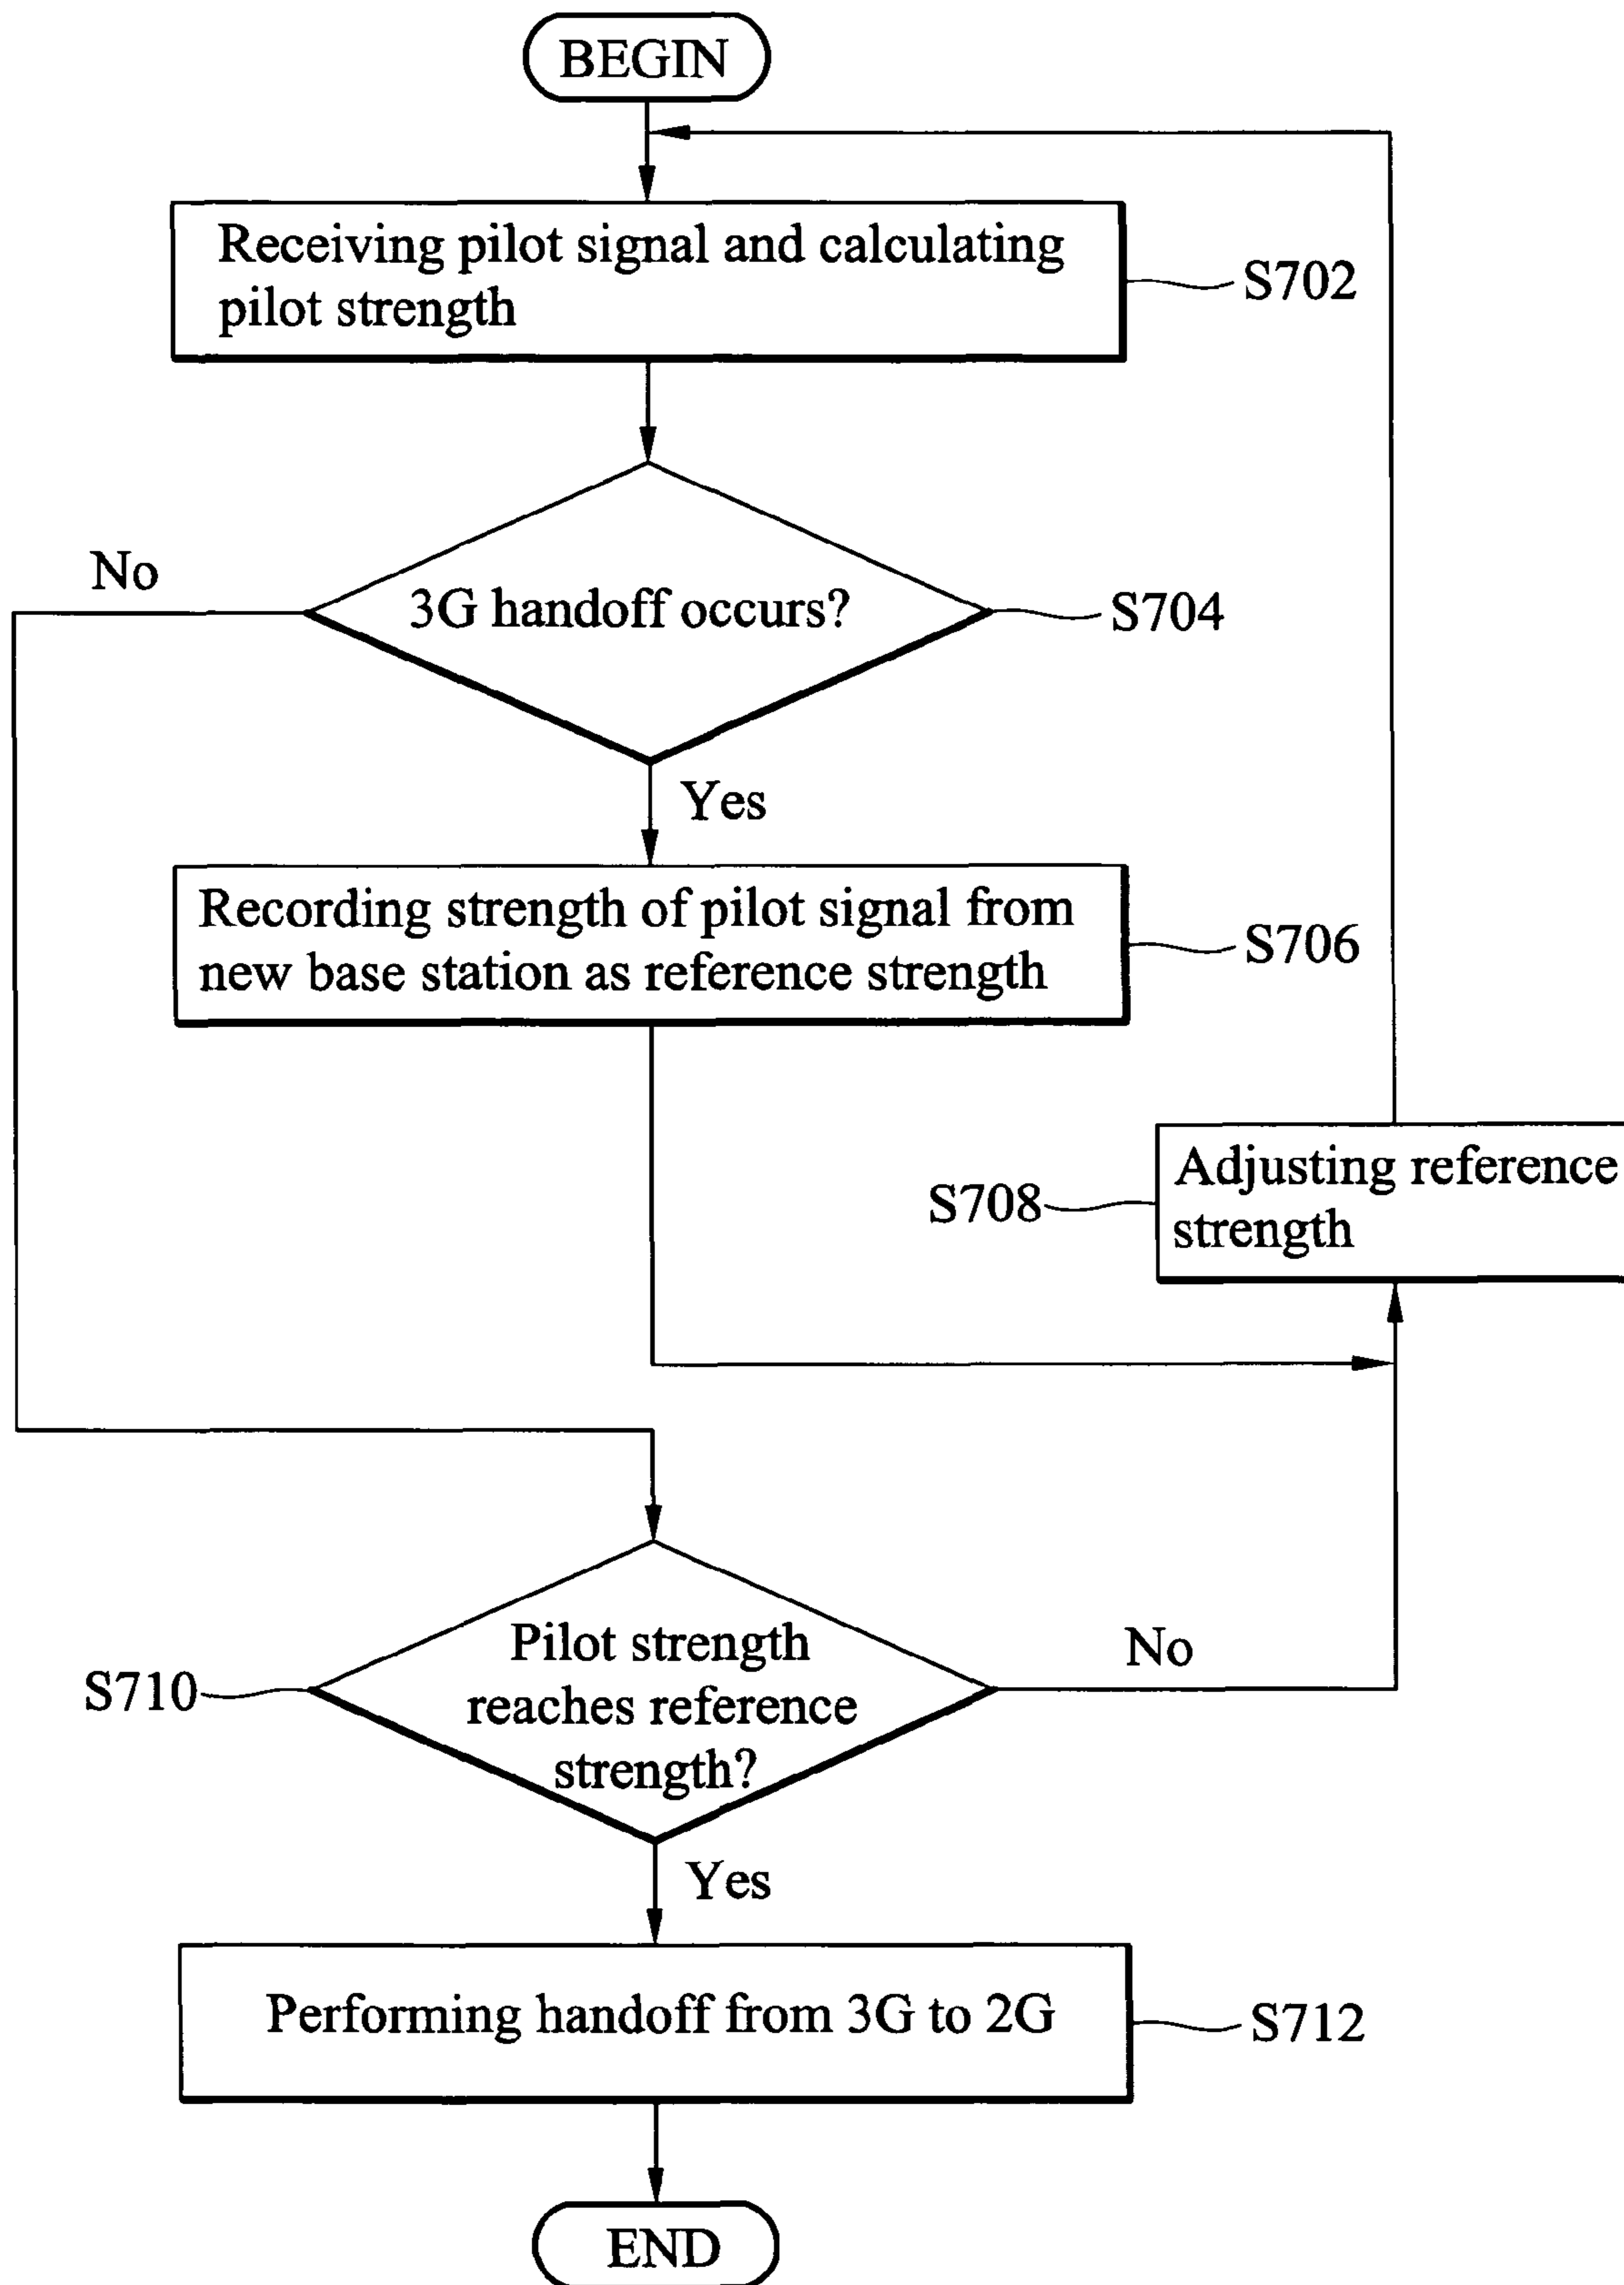 BEGIN
Receiving pilot signal and calculating
pilot strength
S702
No
3G handoff occurs?
S704
Yes
Recording strength of pilot signal from
new base station as reference strength
S706
Adjusting reference
strength
S708
Pilot strength
reaches reference
strength?
S710
No
Yes
Performing handoff from 3G to 2G
S712
END